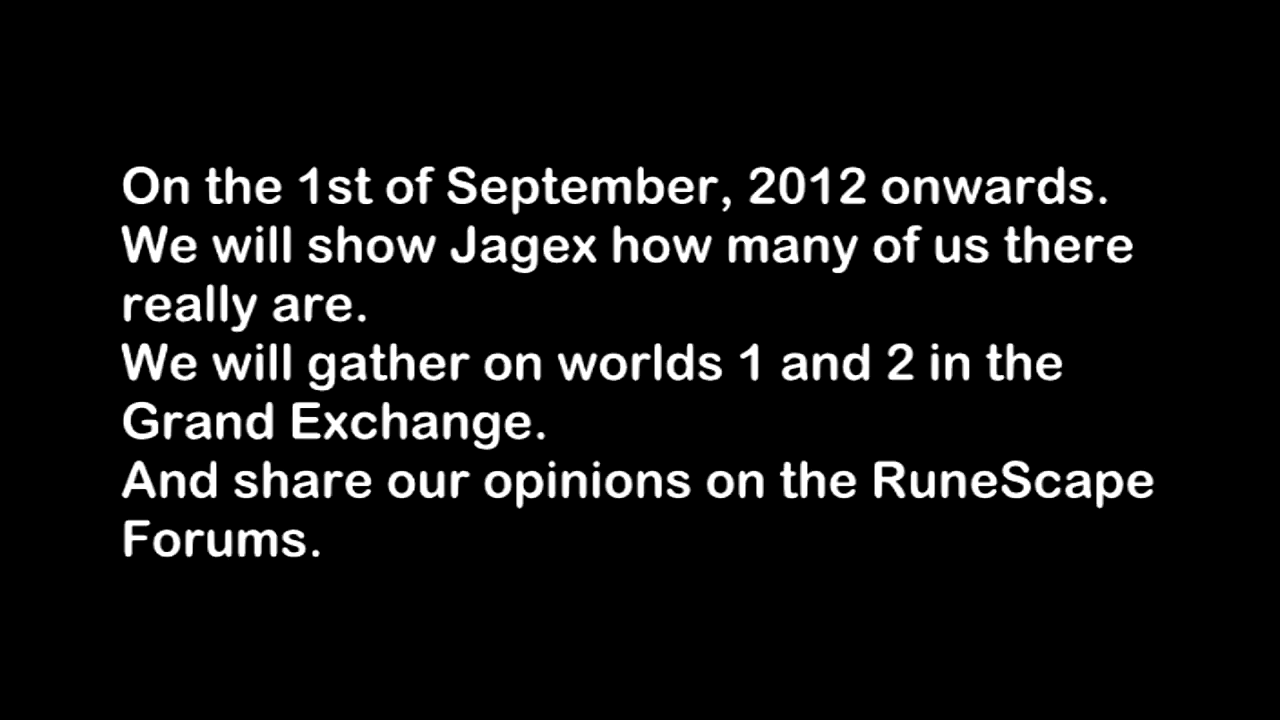 On the 1st of September, 2012 onwards.
We will show Jagex how many of us there
really are.
We will gather on worlds 1 and 2 in the
Grand Exchange.
And share our opinions on the RuneScape
Forums.